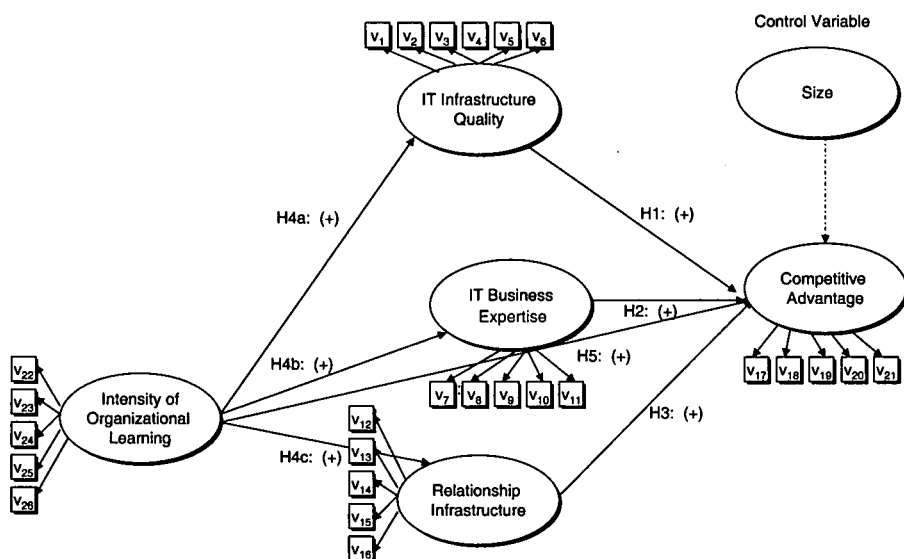 Control Variable
v1 v2 v3 v4 v5 v6
IT Infrastructure
Quality
Size
H4a: (+)
H1: (+)
IT Business
Expertise
Competitive
Advantage
H2: (+)
H4b: (+)
H5: (+)
v7 v8 v9 v10 v11
v17 v18 v19 v20 v21
v22
v23
v24
v25
v26
Intensity of
Organizational
Learning
H3: (+)
H4c: (+)
v12
v13
v14
v15
v16
Relationship
Infrastructure